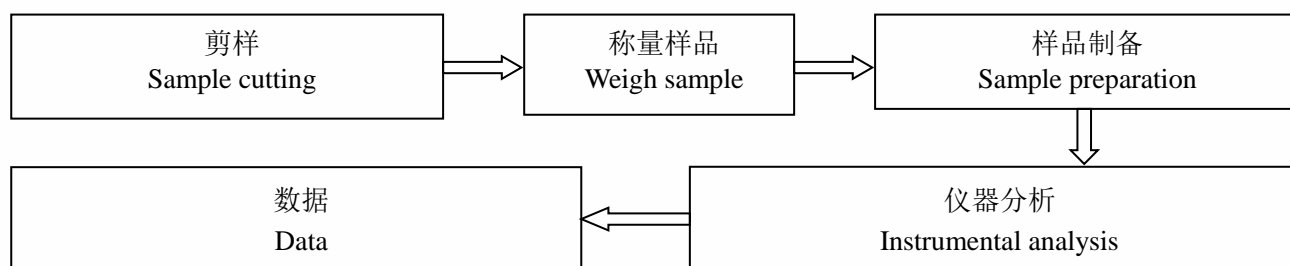 剪样
Sample cutting
称量样品
Weigh sample
样品制备
Sample preparation
仪器分析
Instrumental analysis
数据
Data